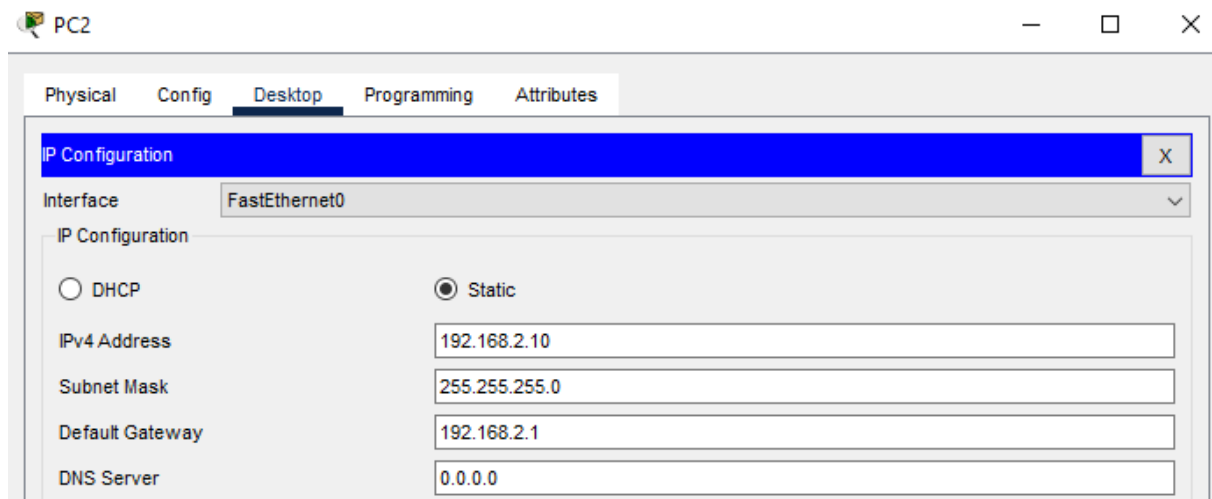 PC2
Physical Config Desktop Programming Attributes
IP Configuration X
Interface FastEthernet0
IP Configuration
DHCP Static
IPv4 Address 192.168.2.10
Subnet Mask 255.255.255.0
Default Gateway 192.168.2.1
DNS Server 0.0.0.0